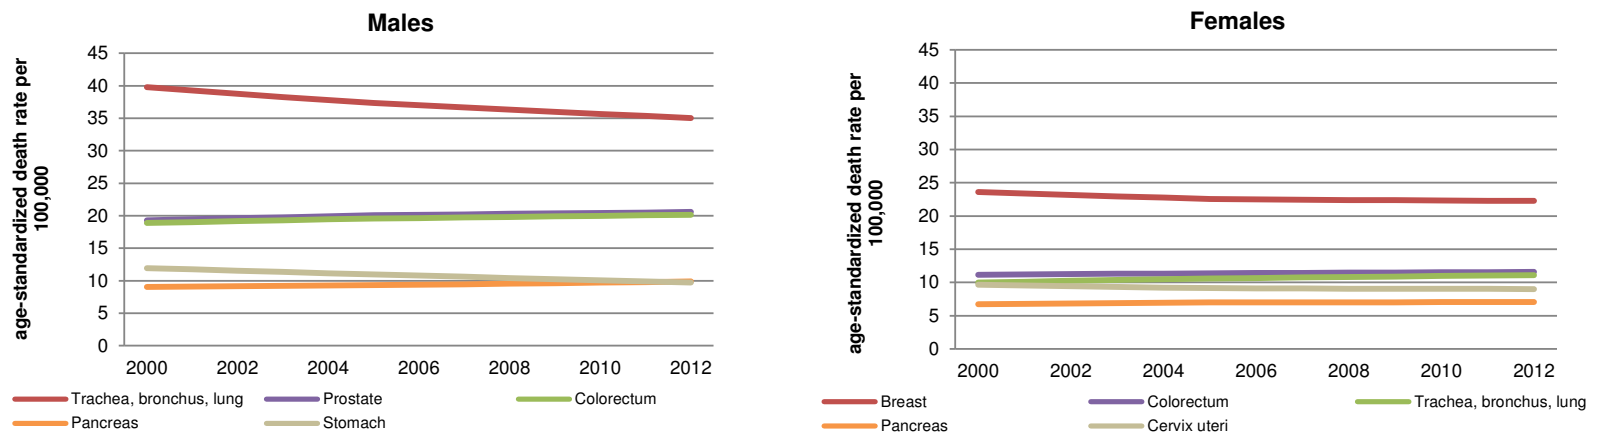 Males
age-standardized death rate per
100,000
45
40
35
30
25
20
15
10
5
0
2000 2002 2004 2006 2008 2010 2012
Trachea, bronchus, lung Prostate Colorectum
Pancreas Stomach
Females
age-standardized death rate per
100,000
45
40
35
30
25
20
15
10
5
0
2000 2002 2004 2006 2008 2010 2012
Breast Colorectum Trachea, bronchus, lung
Pancreas Cervix uteri